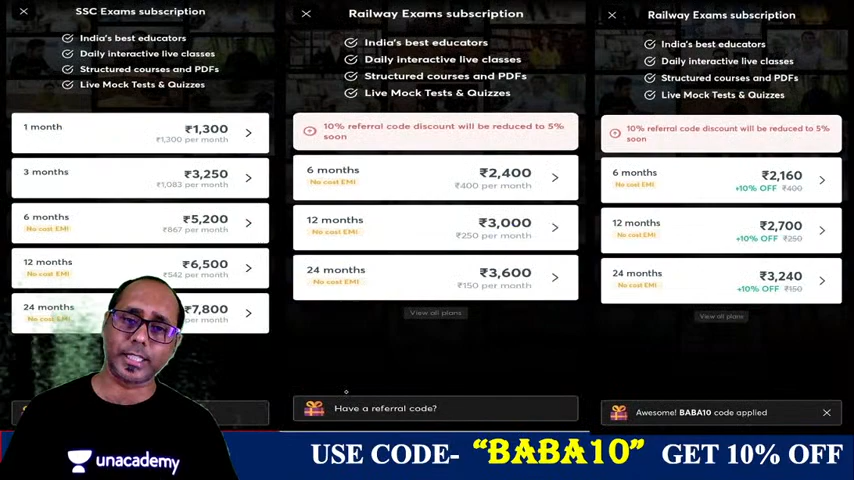 SSC Exams subscription
India's best educators
Daily interactive live classes
Structured courses and PDFs
Live Mock Tests & Quizzes
1 month
₹1,300
₹1,300 per month
3 months
₹3,250
₹1,083 per month
6 months
No cost EMI
₹5,200
₹867 per month
12 months
No cost EMI
₹6,500
₹542 per month
24 months
No cost EMI
₹7,800
per month
Railway Exams subscription
India's best educators
Daily interactive live classes
Structured courses and PDFs
Live Mock Tests & Quizzes
10% referral code discount will be reduced to 5%
soon
6 months
No cost EMI
₹2,400
₹400 per month
12 months
No cost EMI
₹3,000
₹250 per month
24 months
No cost EMI
₹3,600
₹150 per month
View all plans
Have a referral code?
Railway Exams subscription
India's best educators
Daily interactive live classes
Structured courses and PDFs
Live Mock Tests & Quizzes
10% referral code discount will be reduced to 5%
soon
6 months
No cost EMI
₹2,160
+10% OFF ₹400
12 months
No cost EMI
₹2,700
+10% OFF ₹250
24 months
No cost EMI
₹3,240
+10% OFF ₹150
View all plans
Awesome! BABA10 code applied
unacademy
USE CODE- “BABA10” GET 10% OFF